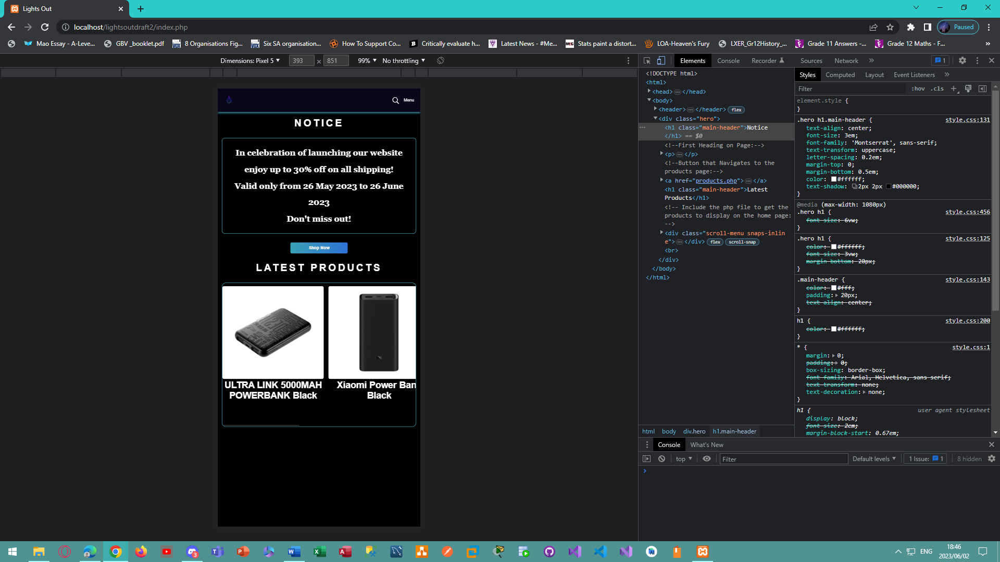 Lights Out
localhost/lightsoutdraft2/index.php
Paused
Mao Essay - A-Leve...
GBV _booklet.pdf
8 Organisations Fig...
Six SA organisation...
How To Support Co...
Critically evaluate h...
Latest News - #Me...
Stats paint a distort...
LOA-Heaven's Fury
LXER_Gr12History_...
Grade 11 Answers -...
Grade 12 Maths - F...
»
Dimensions: Pixel 5
393 × 851
99%
No throttling
Menu
NOTICE
In celebration of launching our website
enjoy up to 30% off on all shipping!
Valid only from 26 May 2023 to 26 June
2023
Don't miss out!
Shop Now
LATEST PRODUCTS
ULTRA LINK 5000MAH
POWERBANK Black
Xiaomi Power Ban
Black
Elements
Console
Recorder
Sources
Network
»
1
<!DOCTYPE html>
<html>
<head>…</head>
<body>
<header>…</header> flex
<div class="hero">
<h1 class="main-header">Notice
</h1> == $0
<!--First Heading on Page:-->
<p>…</p>
<!--Button that Navigates to the
products page:-->
<a href="products.php">…</a>
<h1 class="main-header">Latest
Products</h1>
<!-- Include the php file to get the
products to display on the home page:
-->
<div class="scroll-menu snaps-inlin
e">…</div> flex scroll-snap
<br>
</div>
</body>
</html>
html body div.hero h1.main-header
Styles
Computed
Layout
Event Listeners
»
Filter
:hov .cls +
element.style {
}
.hero h1.main-header { style.css:131
text-align: center;
font-size: 3em;
font-family: 'Montserrat', sans-serif;
text-transform: uppercase;
letter-spacing: 0.2em;
margin-top: 0;
margin-bottom: 0.5em;
color: #ffffff;
text-shadow: 2px 2px #000000;
}
@media (max-width: 1080px)
.hero h1 { style.css:456
font-size: 6vw;
}
.hero h1 { style.css:125
color: #ffffff;
font-size: 3vw;
margin-bottom: 20px;
}
.main-header { style.css:143
color: #fff;
padding: 20px;
text-align: center;
}
h1 { style.css:200
color: #ffffff;
}
* { style.css:1
margin: 0;
padding: 0;
box-sizing: border-box;
font-family: Arial, Helvetica, sans-serif;
text-transform: none;
text-decoration: none;
}
h1 { user agent stylesheet
display: block;
font-size: 2em;
margin-block-start: 0.67em;
Console
What's New
top
Filter
Default levels
1 Issue: 1
8 hidden
ENG
18:46
2023/06/02
3